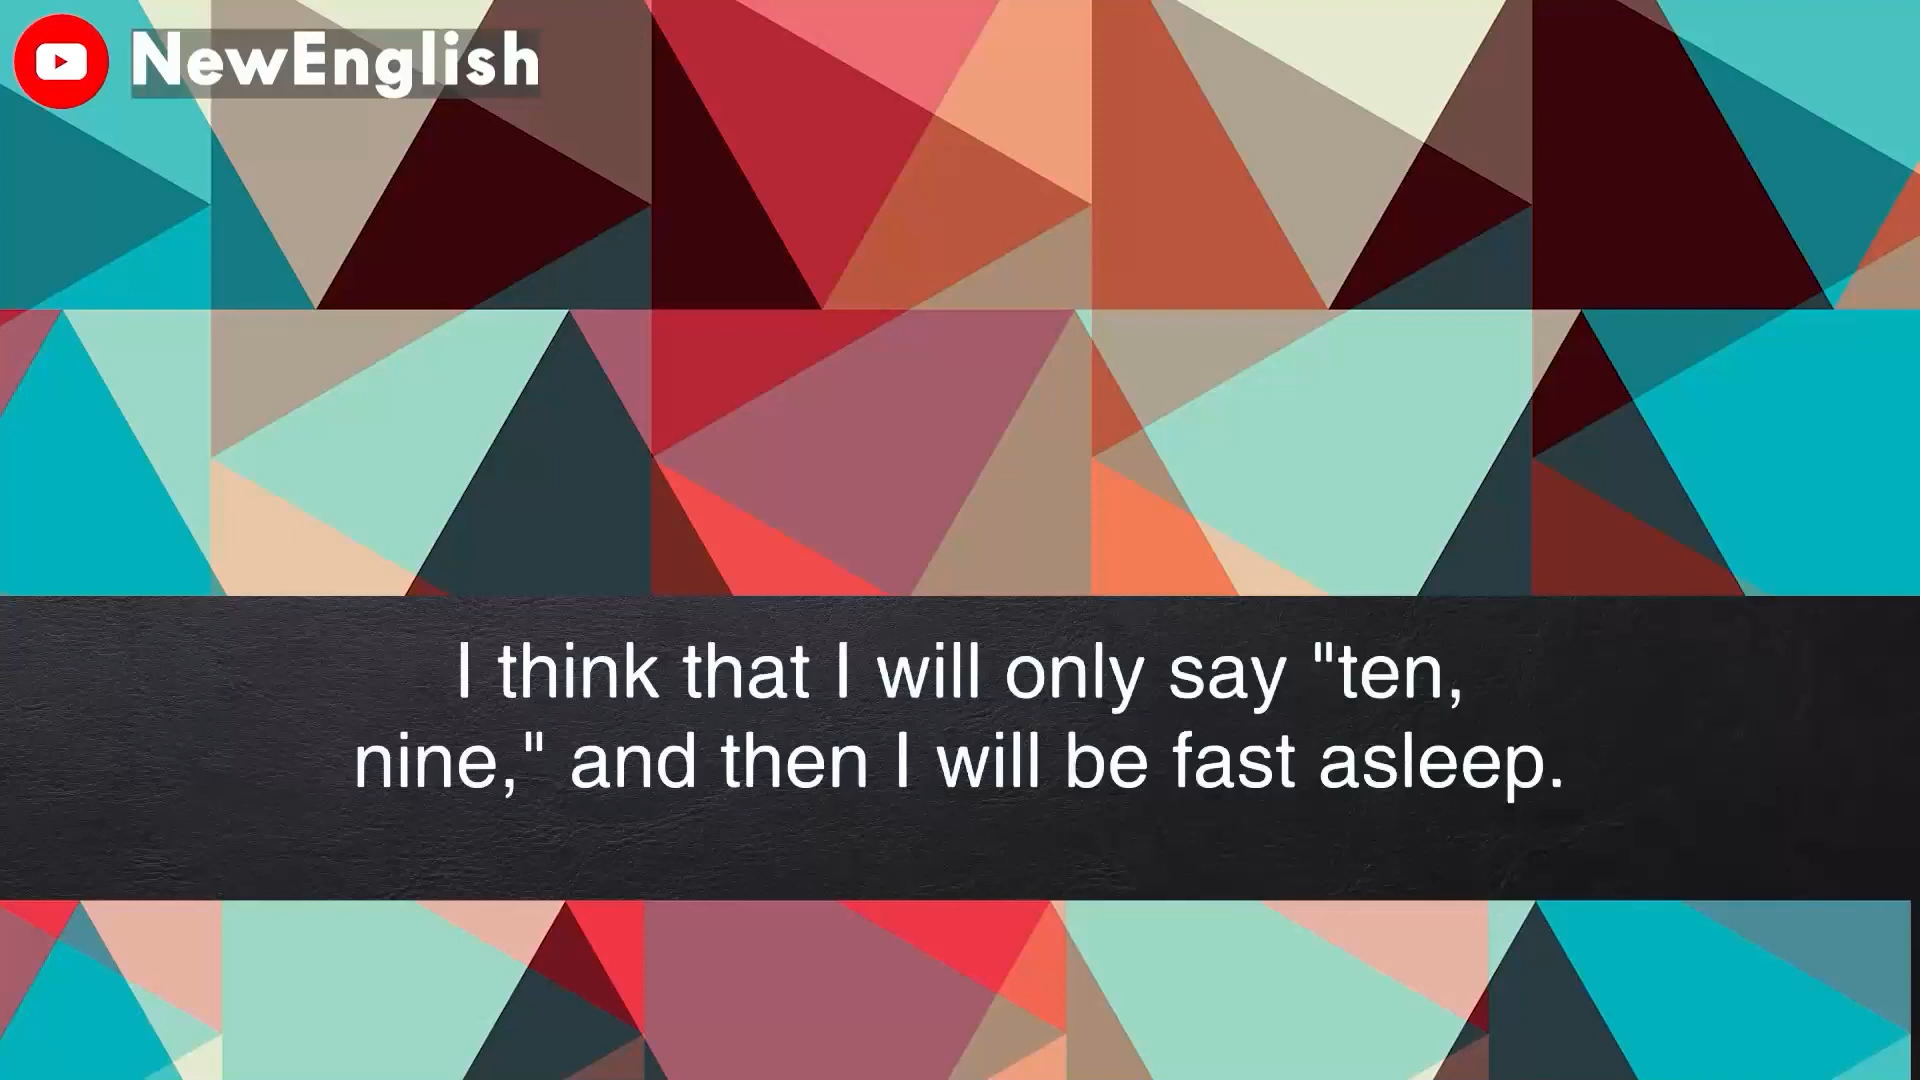 NewEnglish
I think that I will only say "ten,
nine," and then I will be fast asleep.